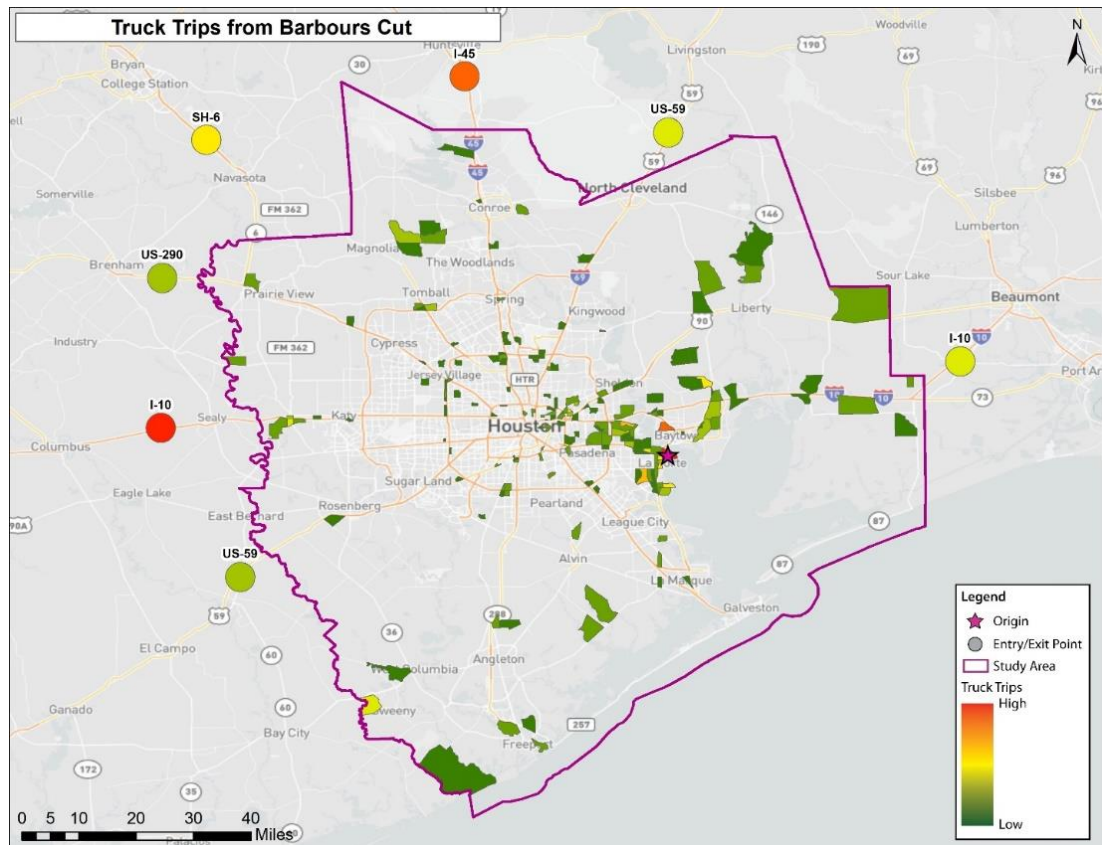 Truck Trips from Barbours Cut
N
Woodville
190
Huntsville
I-45
Livingston
Bryan
30
College Station
59
96
US-59
SH-6
59
69
96
Navasota
45
45
Silsbee
Somerville
North Cleveland
Lumberton
FM 362
Conroe
146
6
US-290
Magnolia
69
Brenham
The Woodlands
Sour Lake
Prairie View
Tomball
Spring
Beaumont
Kingwood
Liberty
90
I-10
10
Industry
FM 362
Cypress
Jersey Village
HTR
Sheldon
Port Ar
I-10
10
10
73
Sealy
Katy
Houston
Columbus
Pasadena
Sugar Land
Eagle Lake
Pearland
Rosenberg
League City
90A
East Bernard
87
US-59
Alvin
87
La Marque
59
Galveston
288
36
El Campo
60
Angleton
West Columbia
Ganado
60
Sweeny
257
Bay City
Freeport
172
35
0 5 10 20 30 40
Miles
Legend
Origin
Entry/Exit Point
Study Area
Truck Trips
High
Low